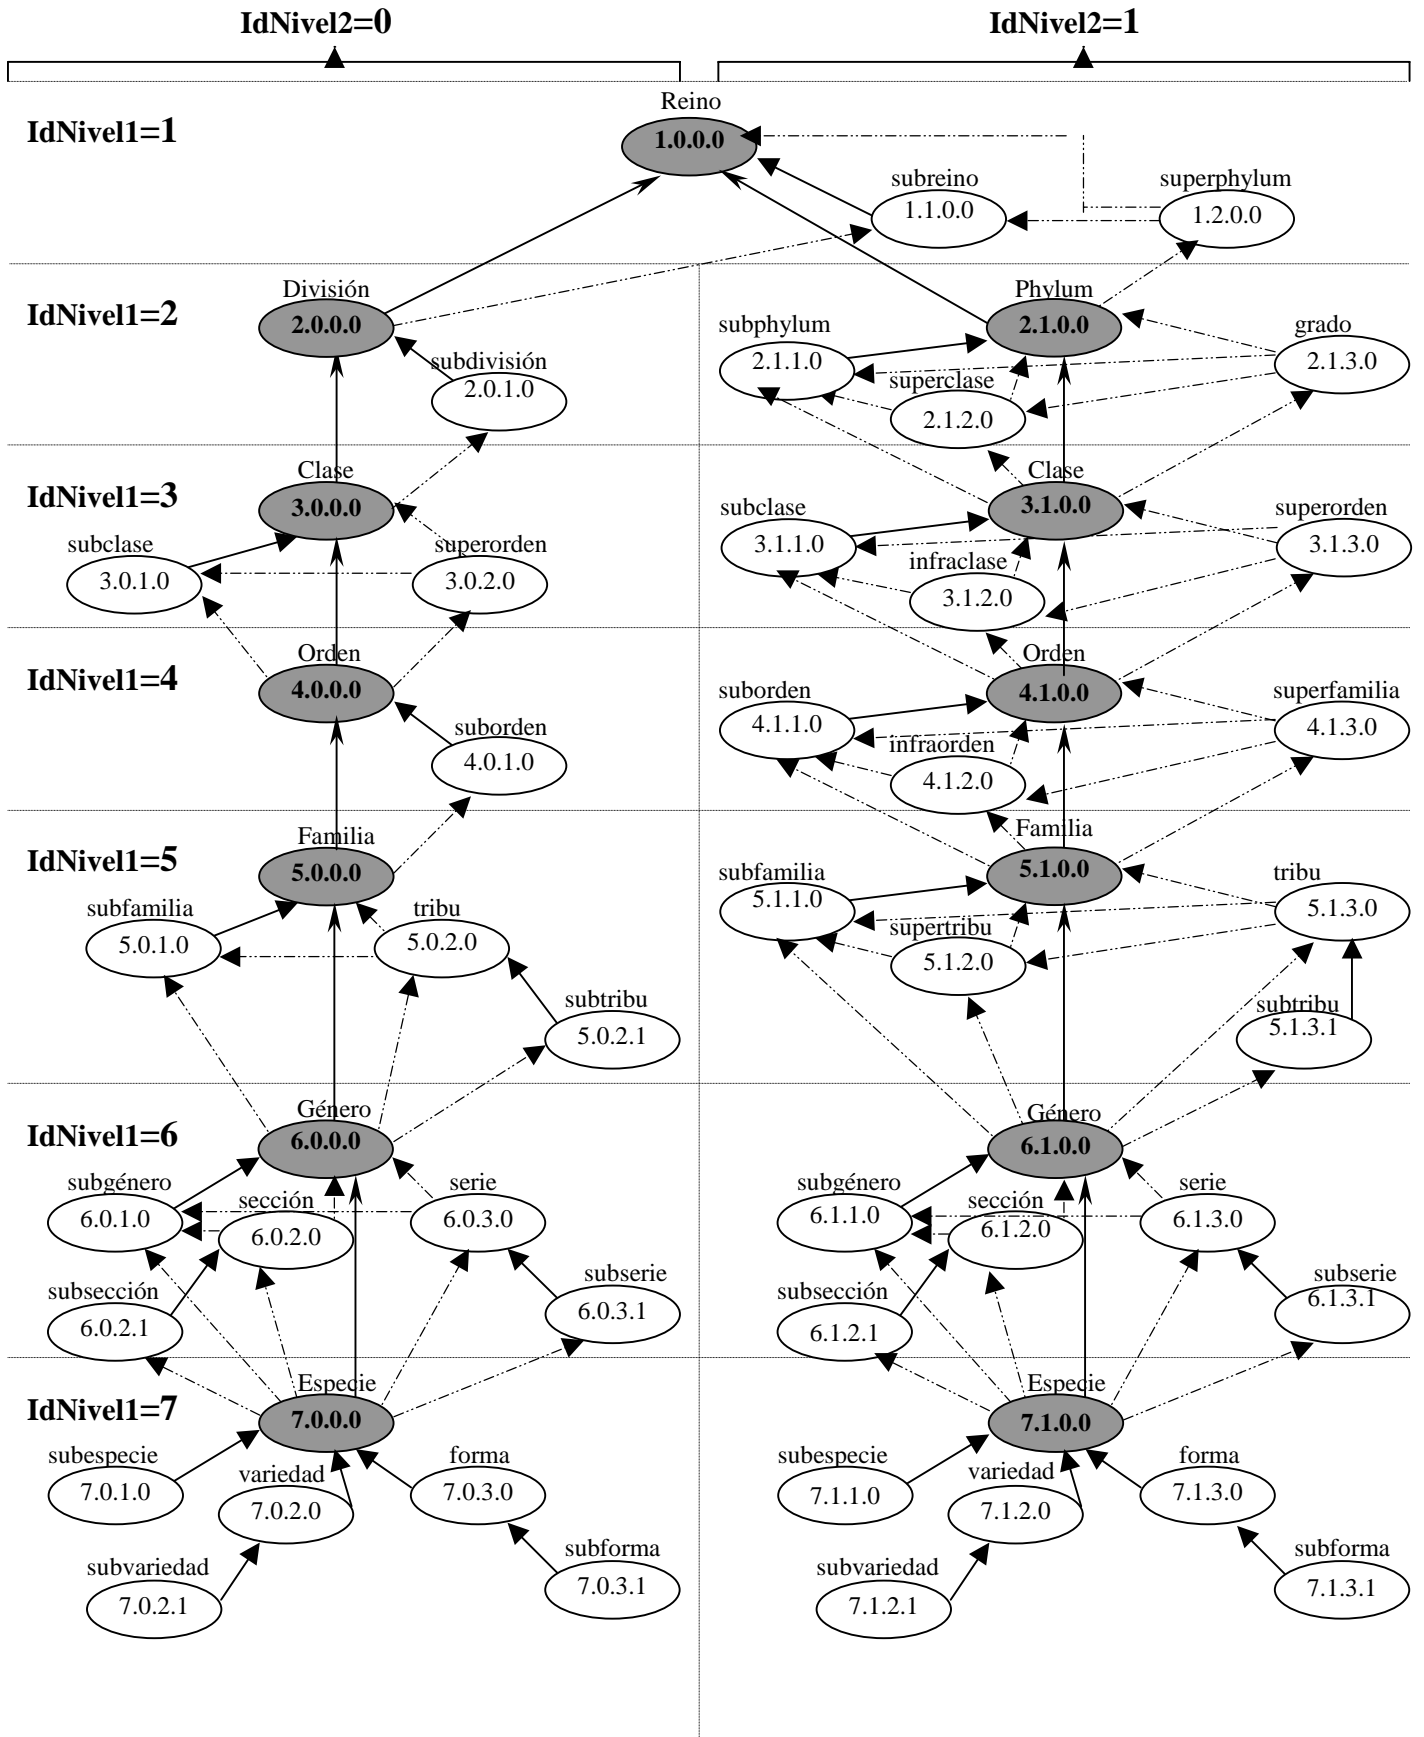 IdNivel2=0
IdNivel2=1
IdNivel1=1
Reino
1.0.0.0
subreino
1.1.0.0
superphylum
1.2.0.0
IdNivel1=2
División
2.0.0.0
subdivisión
2.0.1.0
Phylum
2.1.0.0
subphylum
2.1.1.0
superclase
2.1.2.0
grado
2.1.3.0
IdNivel1=3
Clase
3.0.0.0
subclase
3.0.1.0
superorden
3.0.2.0
Clase
3.1.0.0
subclase
3.1.1.0
infraclase
3.1.2.0
superorden
3.1.3.0
IdNivel1=4
Orden
4.0.0.0
suborden
4.0.1.0
Orden
4.1.0.0
suborden
4.1.1.0
infraorden
4.1.2.0
superfamilia
4.1.3.0
IdNivel1=5
Familia
5.0.0.0
subfamilia
5.0.1.0
tribu
5.0.2.0
subtribu
5.0.2.1
Familia
5.1.0.0
subfamilia
5.1.1.0
supertribu
5.1.2.0
tribu
5.1.3.0
subtribu
5.1.3.1
IdNivel1=6
Género
6.0.0.0
subgénero
6.0.1.0
sección
6.0.2.0
serie
6.0.3.0
subsección
6.0.2.1
subserie
6.0.3.1
Género
6.1.0.0
subgénero
6.1.1.0
sección
6.1.2.0
serie
6.1.3.0
subsección
6.1.2.1
subserie
6.1.3.1
IdNivel1=7
Especie
7.0.0.0
subespecie
7.0.1.0
variedad
7.0.2.0
forma
7.0.3.0
subvariedad
7.0.2.1
subforma
7.0.3.1
Especie
7.1.0.0
subespecie
7.1.1.0
variedad
7.1.2.0
forma
7.1.3.0
subvariedad
7.1.2.1
subforma
7.1.3.1